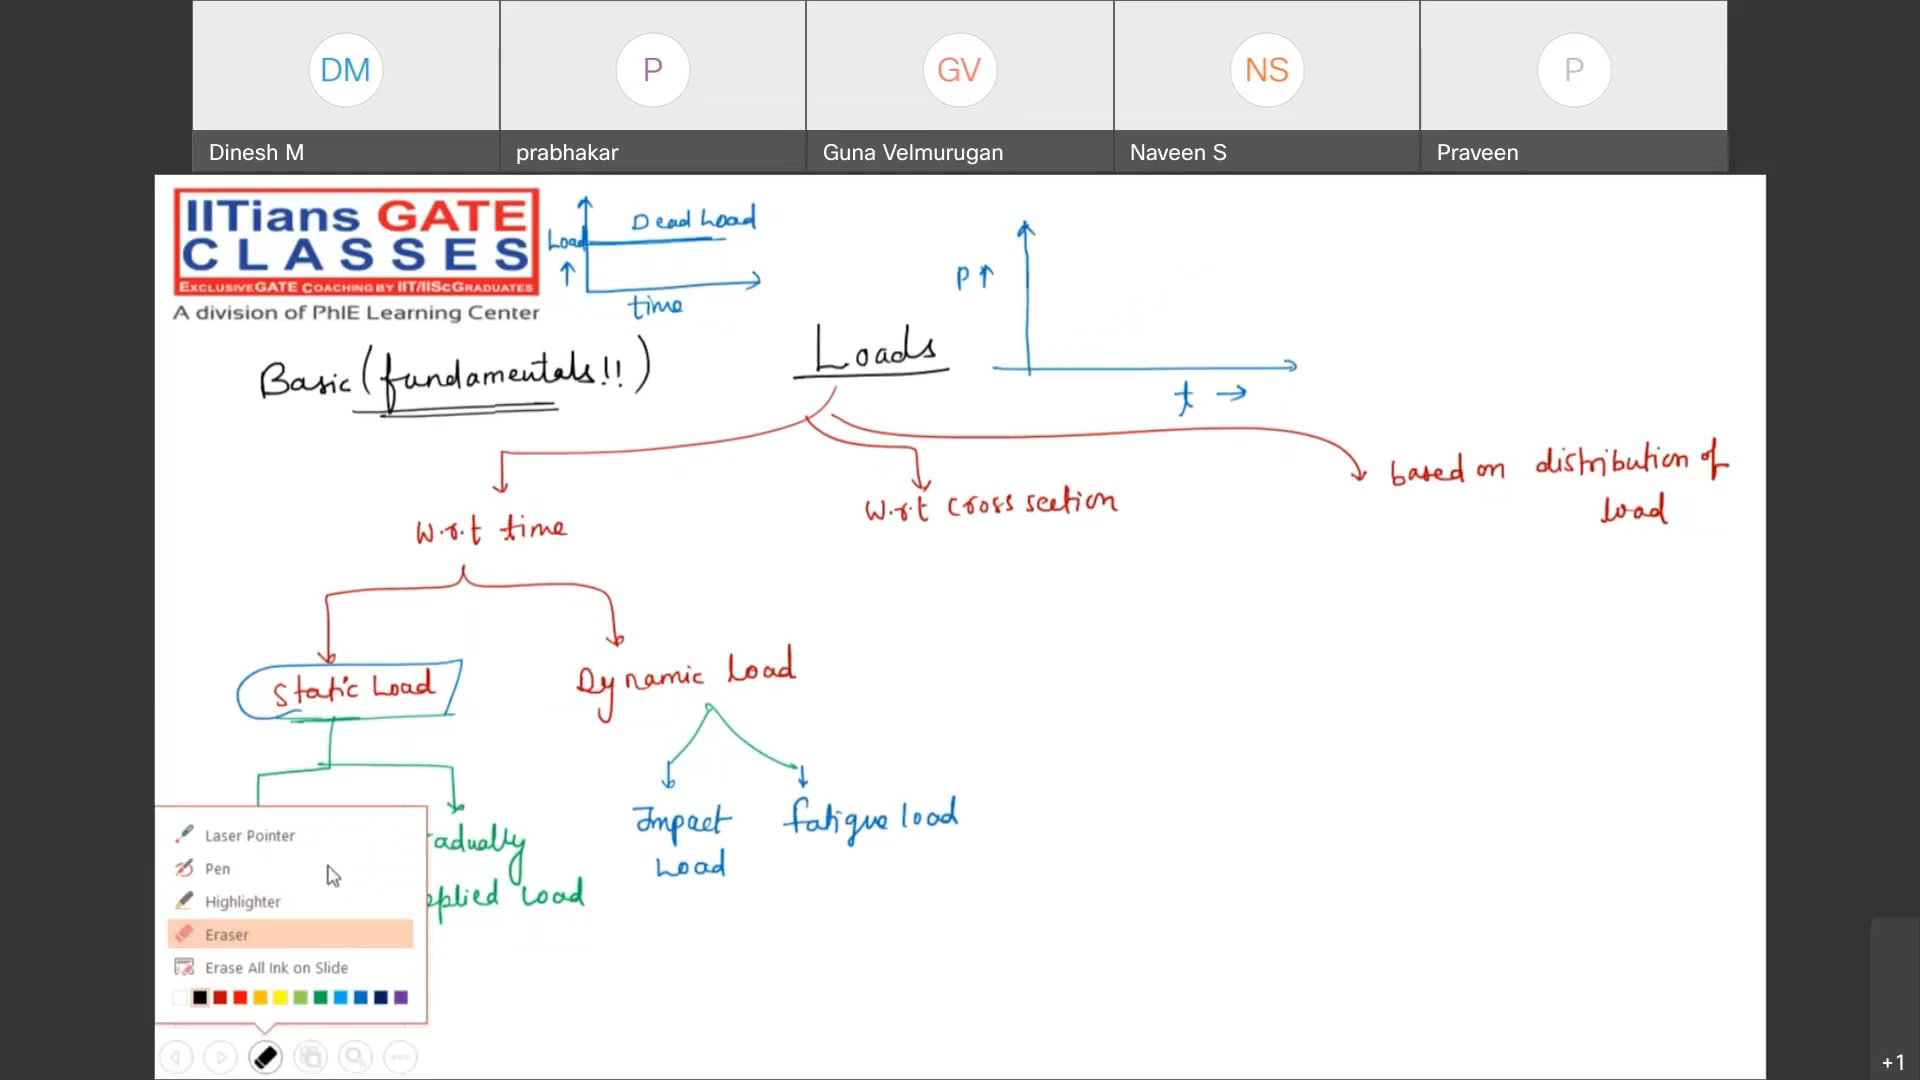 DM
P
GV
NS
P
Dinesh M
prabhakar
Guna Velmurugan
Naveen S
Praveen
IITians GATE
CLASSES
EXCLUSIVE GATE COACHING BY IIT/IISc GRADUATES
A division of PhIE Learning Center
Dead Load
Load
time
P
t
Basic (fundamentals!!)
Loads
w.r.t time
w.r.t cross section
based on distribution of
load
Static Load
Dynamic Load
Impact
Load
fatigue load
adually
pplied Load
Laser Pointer
Pen
Highlighter
Eraser
Erase All Ink on Slide
+1